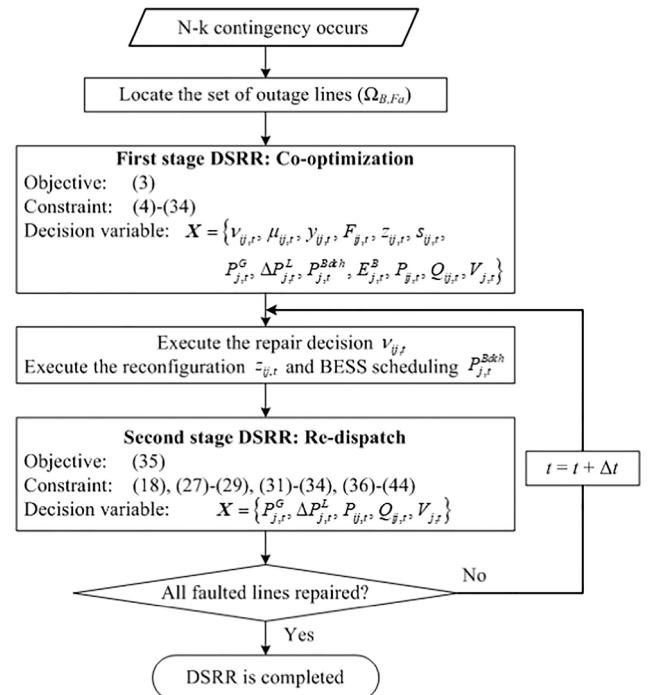 N-k contingency occurs
Locate the set of outage lines (Ω_{B,Fa})
First stage DSRR: Co-optimization
Objective: (3)
Constraint: (4)-(34)
Decision variable: X = {ν_{ij,t}, μ_{ij,t}, y_{ij,t}, F_{ij,t}, z_{ij,t}, s_{ij,t},
P^G_{j,t}, ΔP^L_{j,t}, P^{Bdch}_{j,t}, E^B_{j,t}, P_{ij,t}, Q_{ij,t}, V_{j,t}}
Execute the repair decision ν_{ij,t}
Execute the reconfiguration z_{ij,t} and BESS scheduling P^{Bdch}_{j,t}
Second stage DSRR: Re-dispatch
Objective: (35)
Constraint: (18), (27)-(29), (31)-(34), (36)-(44)
Decision variable: X = {P^G_{j,t}, ΔP^L_{j,t}, P_{ij,t}, Q_{ij,t}, V_{j,t}}
t = t + Δt
All faulted lines repaired?
No
Yes
DSRR is completed